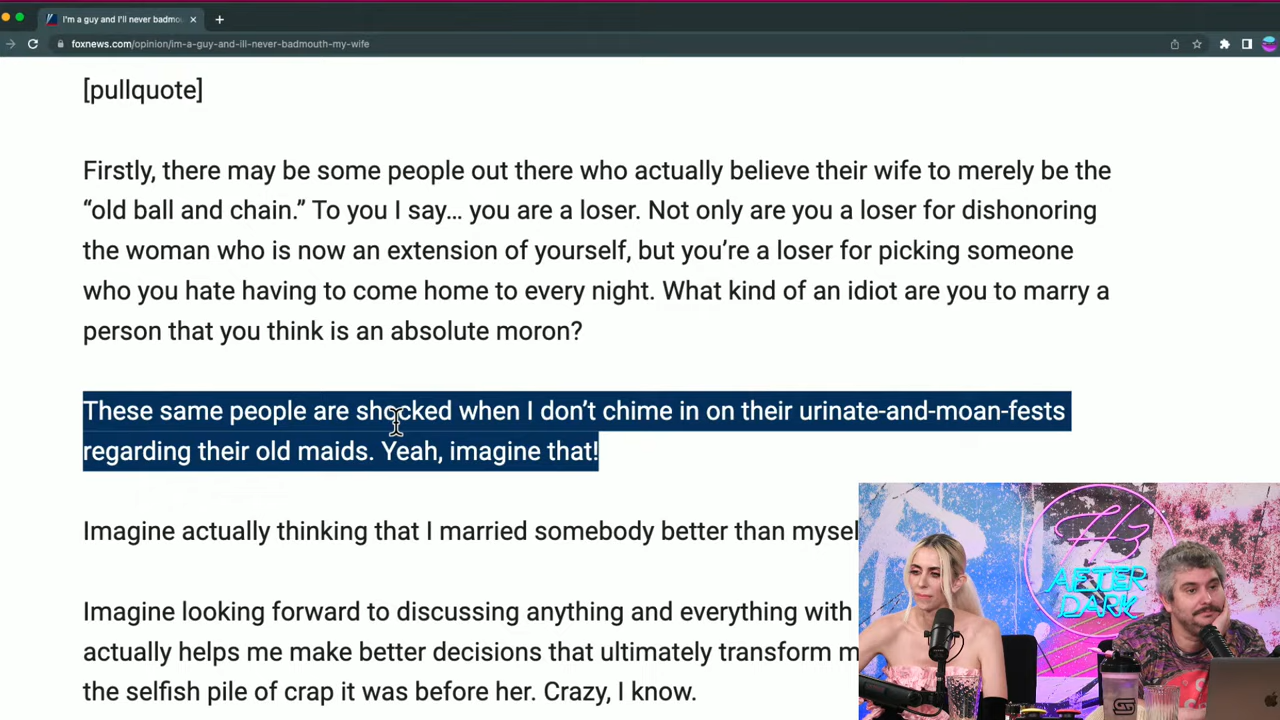 I'm a guy and I'll never badmou
foxnews.com/opinion/im-a-guy-and-ill-never-badmouth-my-wife
[pullquote]
Firstly, there may be some people out there who actually believe their wife to merely be the
“old ball and chain.” To you I say… you are a loser. Not only are you a loser for dishonoring
the woman who is now an extension of yourself, but you’re a loser for picking someone
who you hate having to come home to every night. What kind of an idiot are you to marry a
person that you think is an absolute moron?
These same people are shocked when I don’t chime in on their urinate-and-moan-fests
regarding their old maids. Yeah, imagine that!
Imagine actually thinking that I married somebody better than mysel
Imagine looking forward to discussing anything and everything with
actually helps me make better decisions that ultimately transform m
the selfish pile of crap it was before her. Crazy, I know.
H3
AFTER
DARK